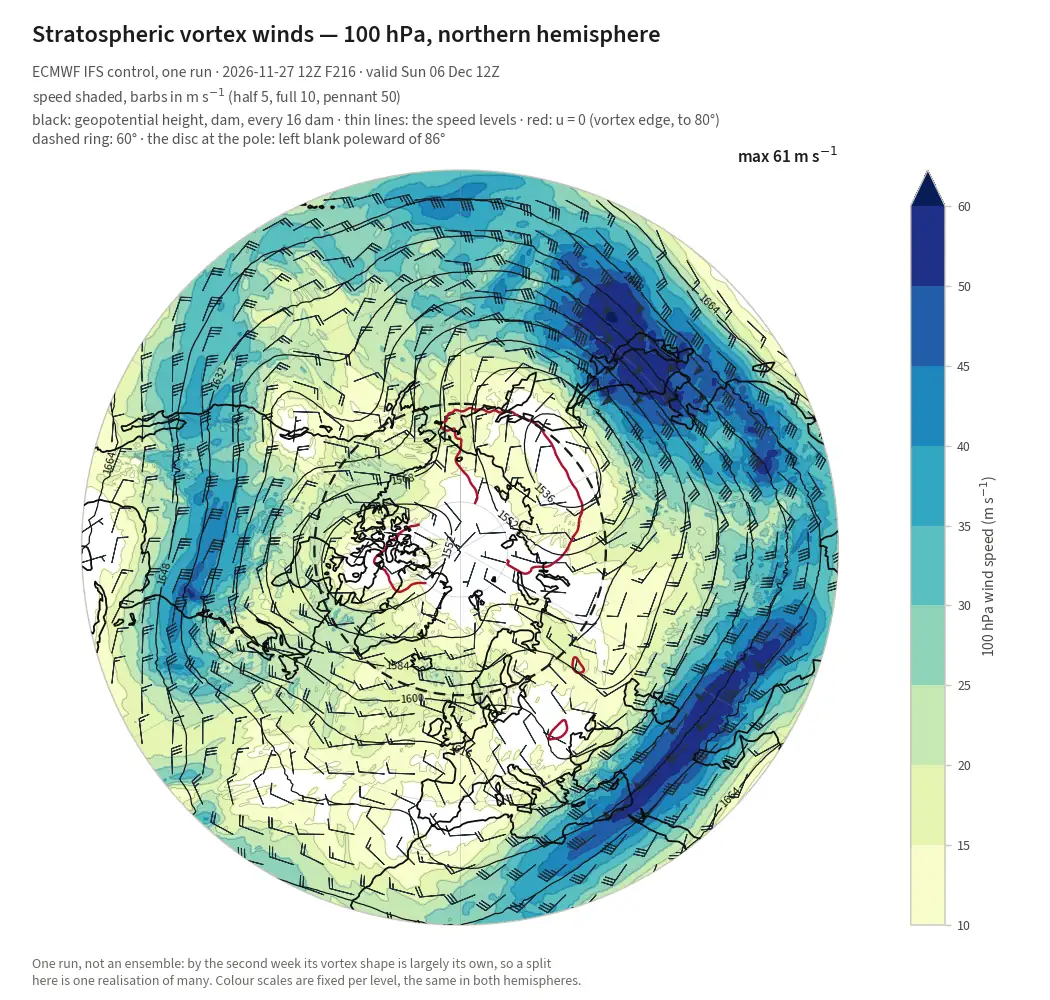 Stratospheric vortex winds — 100 hPa, northern hemisphere
ECMWF IFS control, one run · 2026-11-27 12Z F216 · valid Sun 06 Dec 12Z
speed shaded, barbs in m s⁻¹ (half 5, full 10, pennant 50)
black: geopotential height, dam, every 16 dam · thin lines: the speed levels · red: u = 0 (vortex edge, to 80°)
dashed ring: 60° · the disc at the pole: left blank poleward of 86°
max 61 m s⁻¹
60
50
45
40
35
30
25
20
15
10
100 hPa wind speed (m s⁻¹)
1664
1632
1664
1568
1536
1552
1552
1648
1584
1600
1664
One run, not an ensemble: by the second week its vortex shape is largely its own, so a split
here is one realisation of many. Colour scales are fixed per level, the same in both hemispheres.